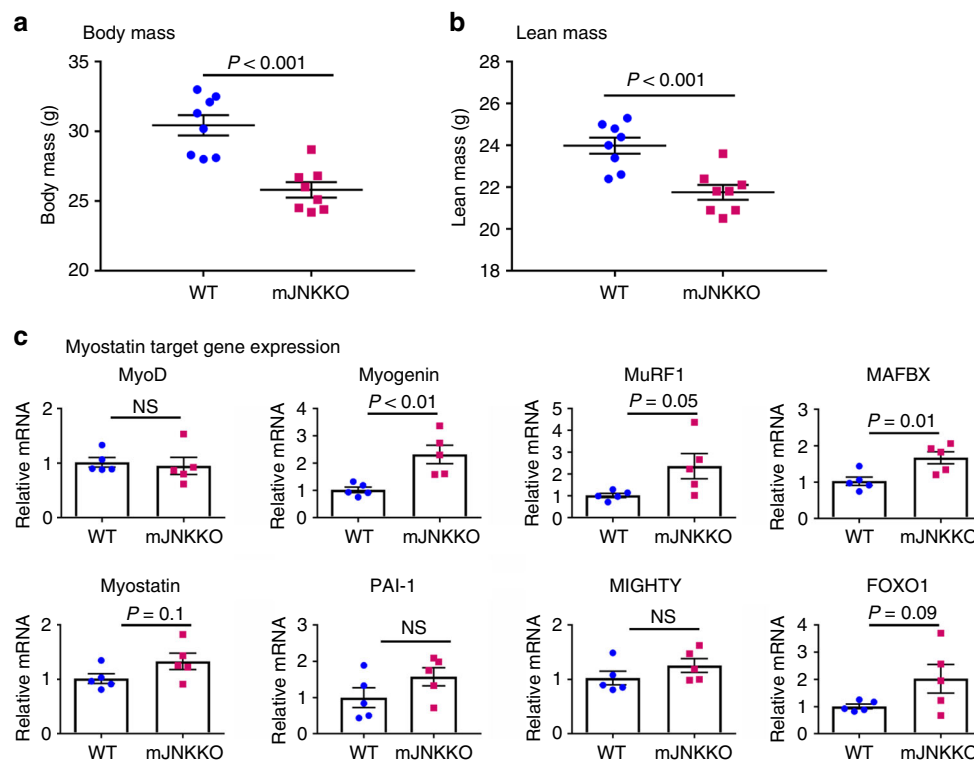 a Body mass
P < 0.001
Body mass (g)
35
30
25
20
WT mJNKKO
b Lean mass
P < 0.001
Lean mass (g)
28
26
24
22
20
18
WT mJNKKO
c Myostatin target gene expression
MyoD
NS
Relative mRNA
2
1
0
WT mJNKKO
Myogenin
P < 0.01
Relative mRNA
4
3
2
1
0
WT mJNKKO
MuRF1
P = 0.05
Relative mRNA
5
4
3
2
1
0
WT mJNKKO
MAFBX
P = 0.01
Relative mRNA
3
2
1
0
WT mJNKKO
Myostatin
P = 0.1
Relative mRNA
2
1
0
WT mJNKKO
PAI-1
NS
Relative mRNA
3
2
1
0
WT mJNKKO
MIGHTY
NS
Relative mRNA
2
1
0
WT mJNKKO
FOXO1
P = 0.09
Relative mRNA
4
3
2
1
0
WT mJNKKO